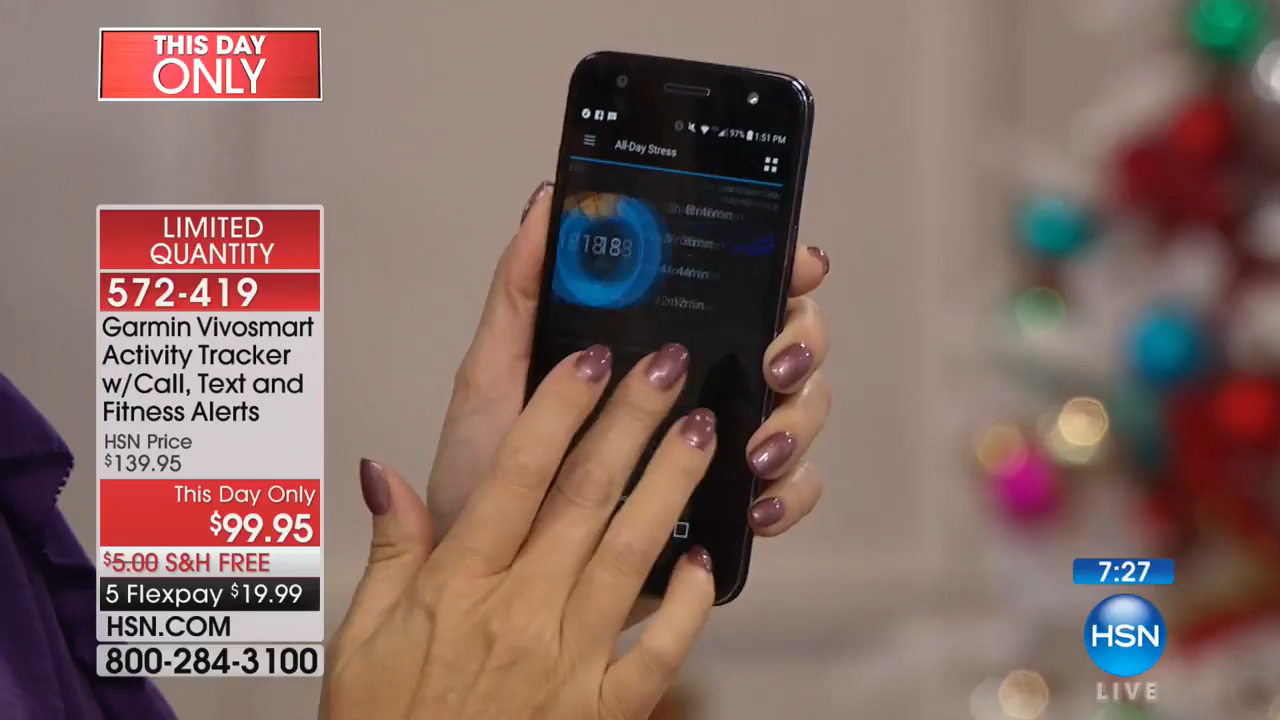 THIS DAY
ONLY
LIMITED
QUANTITY
572-419
Garmin Vivosmart
Activity Tracker
w/Call, Text and
Fitness Alerts
HSN Price
$139.95
This Day Only
$99.95
$5.00 S&H FREE
5 Flexpay $19.99
HSN.COM
800-284-3100
97% 1:51 PM
All-Day Stress
7:27
HSN
LIVE